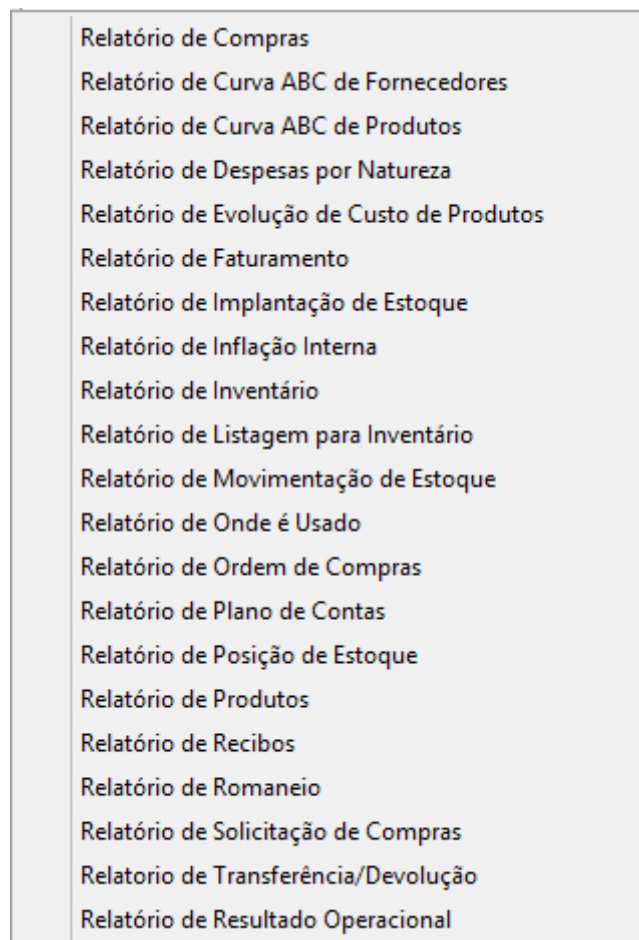 Relatório de Compras
Relatório de Curva ABC de Fornecedores
Relatório de Curva ABC de Produtos
Relatório de Despesas por Natureza
Relatório de Evolução de Custo de Produtos
Relatório de Faturamento
Relatório de Implantação de Estoque
Relatório de Inflação Interna
Relatório de Inventário
Relatório de Listagem para Inventário
Relatório de Movimentação de Estoque
Relatório de Onde é Usado
Relatório de Ordem de Compras
Relatório de Plano de Contas
Relatório de Posição de Estoque
Relatório de Produtos
Relatório de Recibos
Relatório de Romaneio
Relatório de Solicitação de Compras
Relatorio de Transferência/Devolução
Relatório de Resultado Operacional